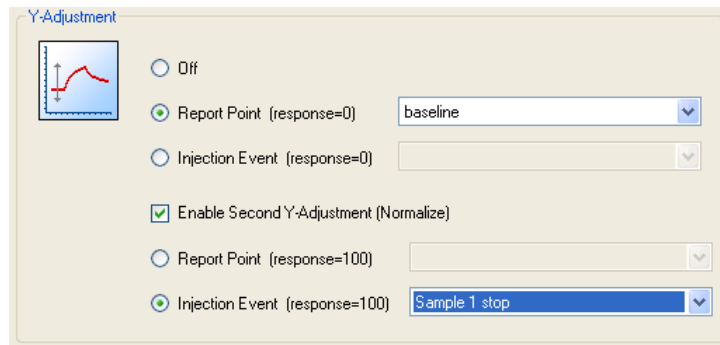 Y-Adjustment
Off
Report Point (response=0) baseline
Injection Event (response=0)
Enable Second Y-Adjustment (Normalize)
Report Point (response=100)
Injection Event (response=100) Sample 1 stop